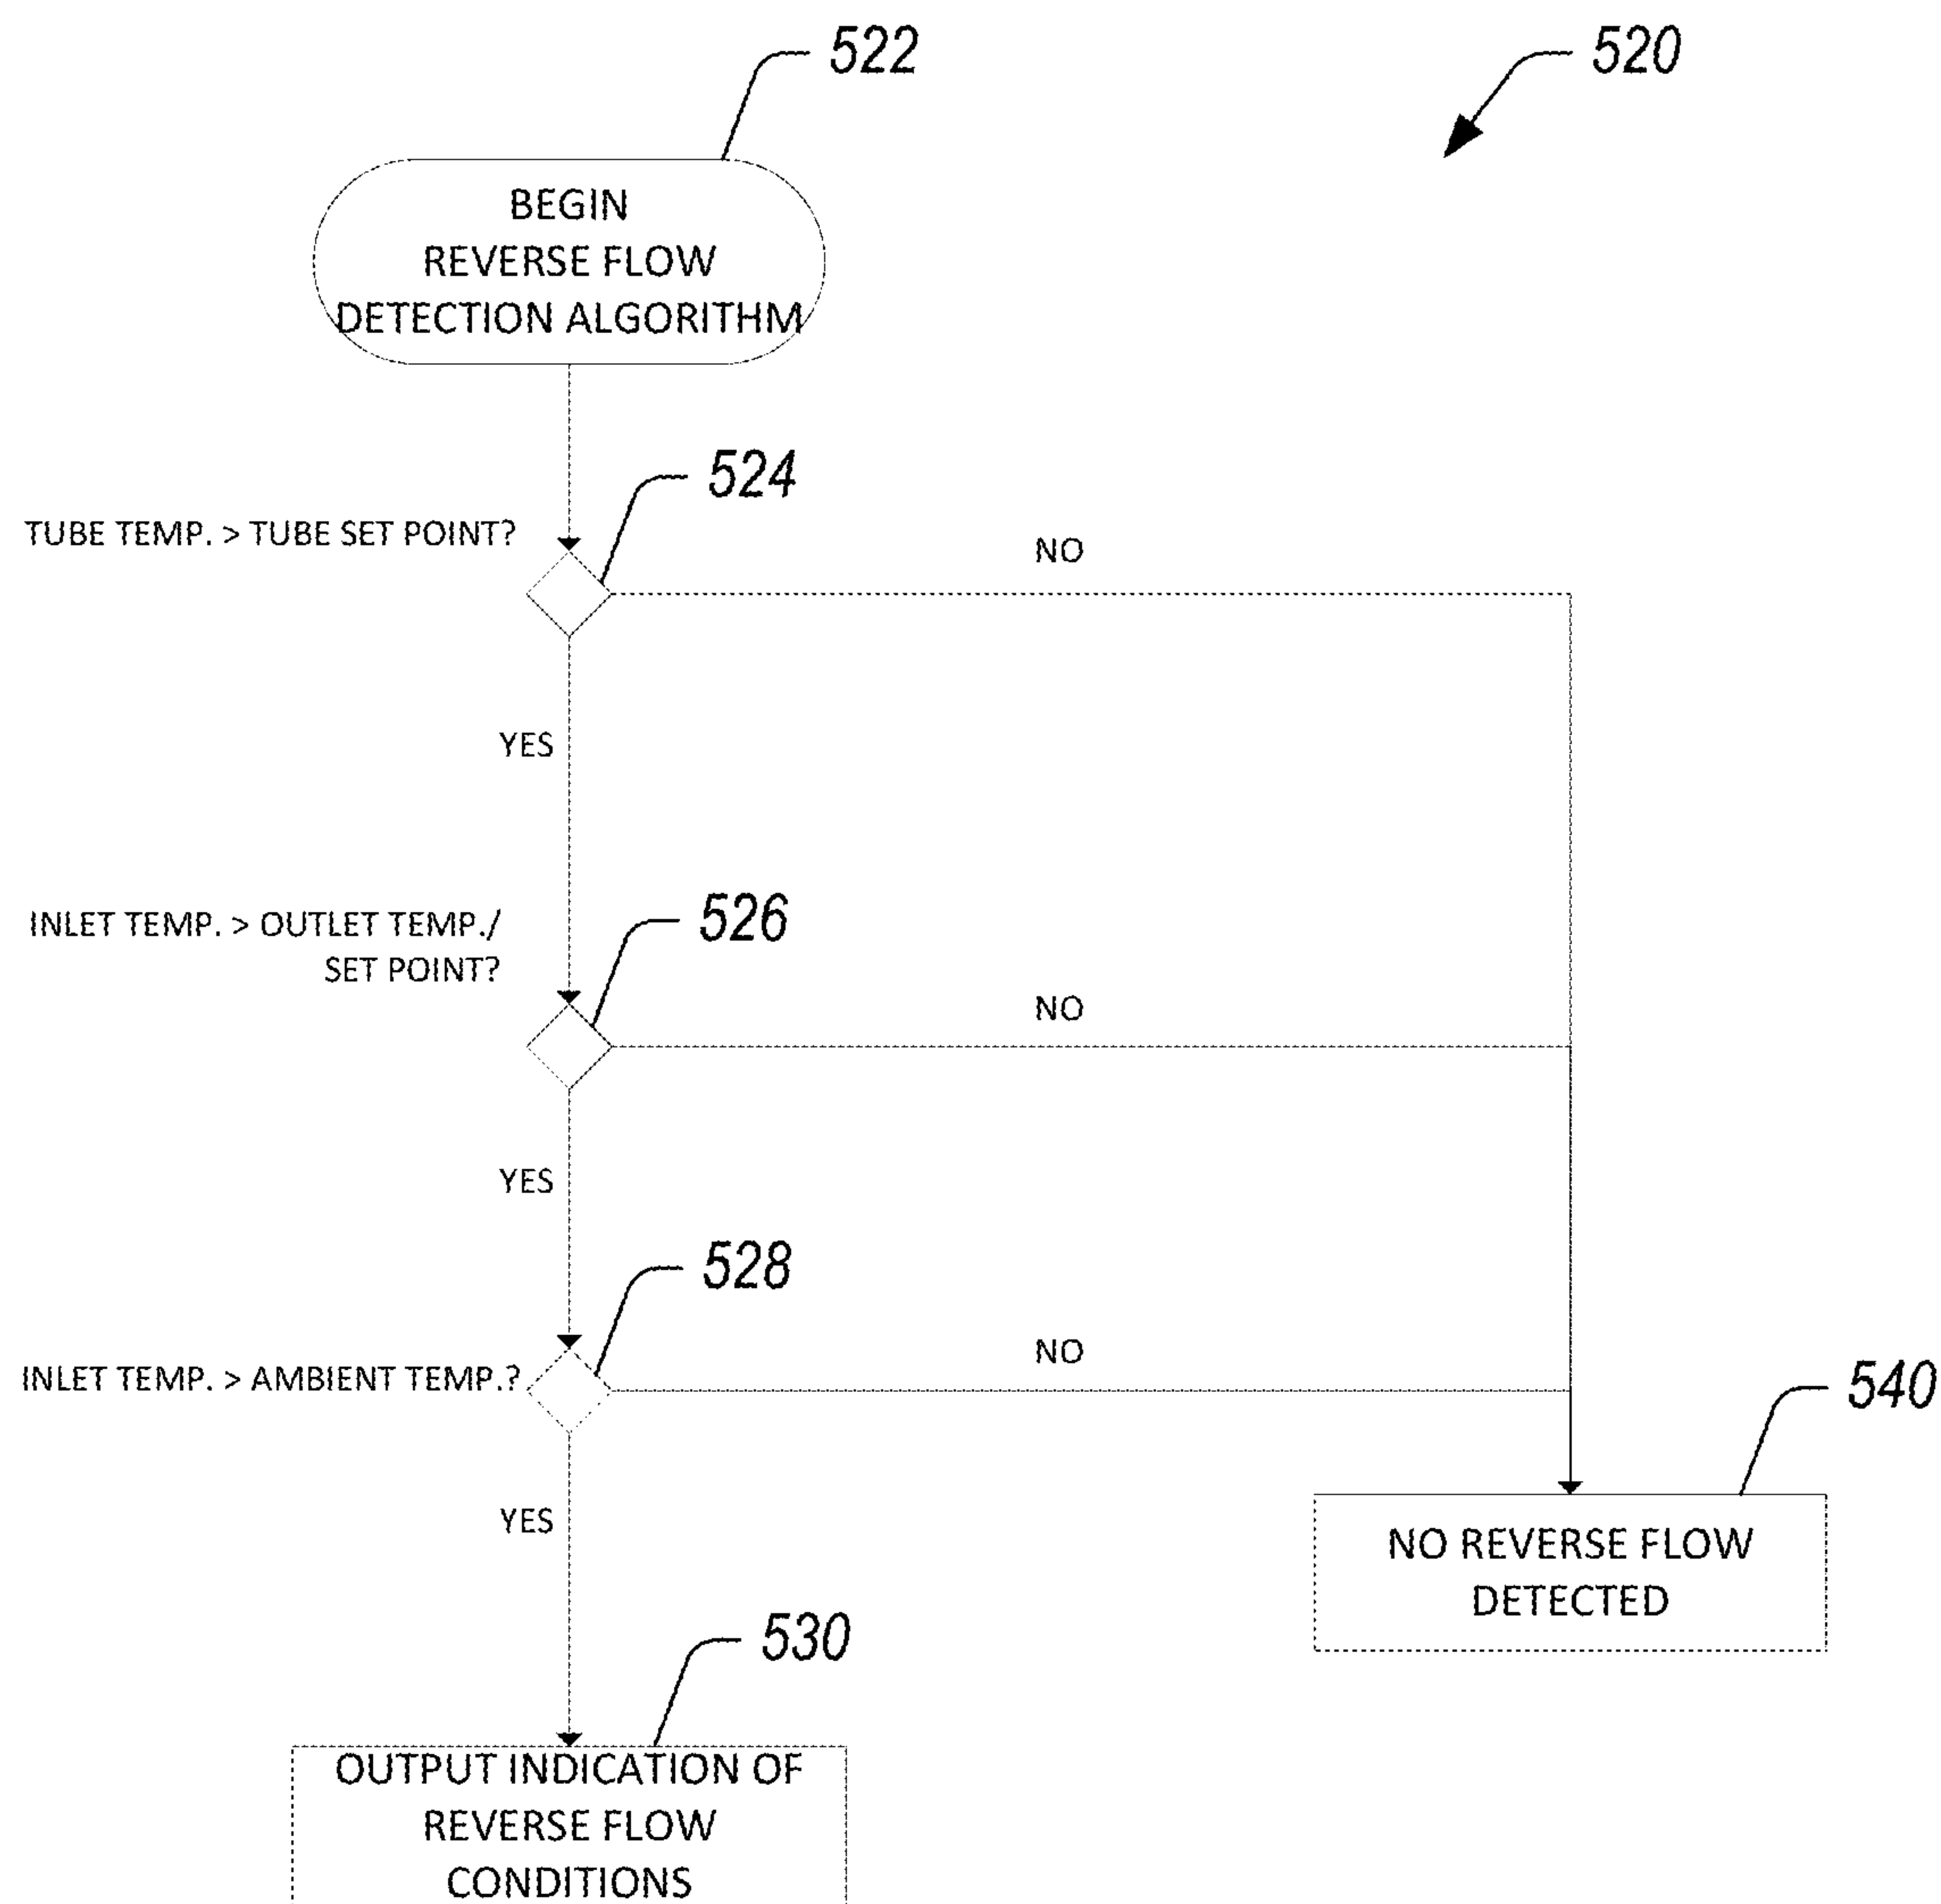 522
520
BEGIN
REVERSE FLOW
DETECTION ALGORITHM
524
TUBE TEMP. > TUBE SET POINT?
NO
YES
526
INLET TEMP. > OUTLET TEMP./
SET POINT?
NO
YES
528
INLET TEMP. > AMBIENT TEMP.?
NO
540
YES
NO REVERSE FLOW
DETECTED
530
OUTPUT INDICATION OF
REVERSE FLOW
CONDITIONS